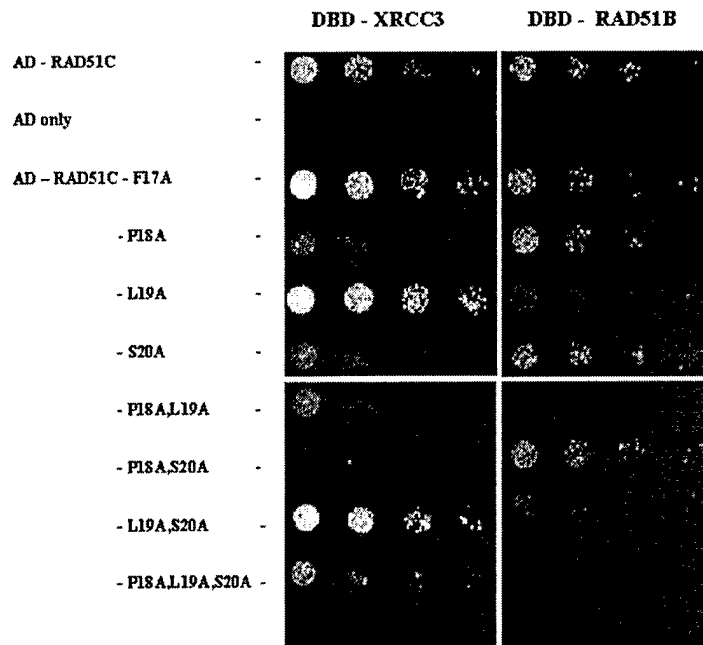 DBD - XRCC3 DBD - RAD51B
AD - RAD51C -
AD only -
AD – RAD51C - F17A -
- P18A -
- L19A -
- S20A -
- P18A,L19A -
- P18A,S20A -
- L19A,S20A -
- P18A,L19A,S20A -